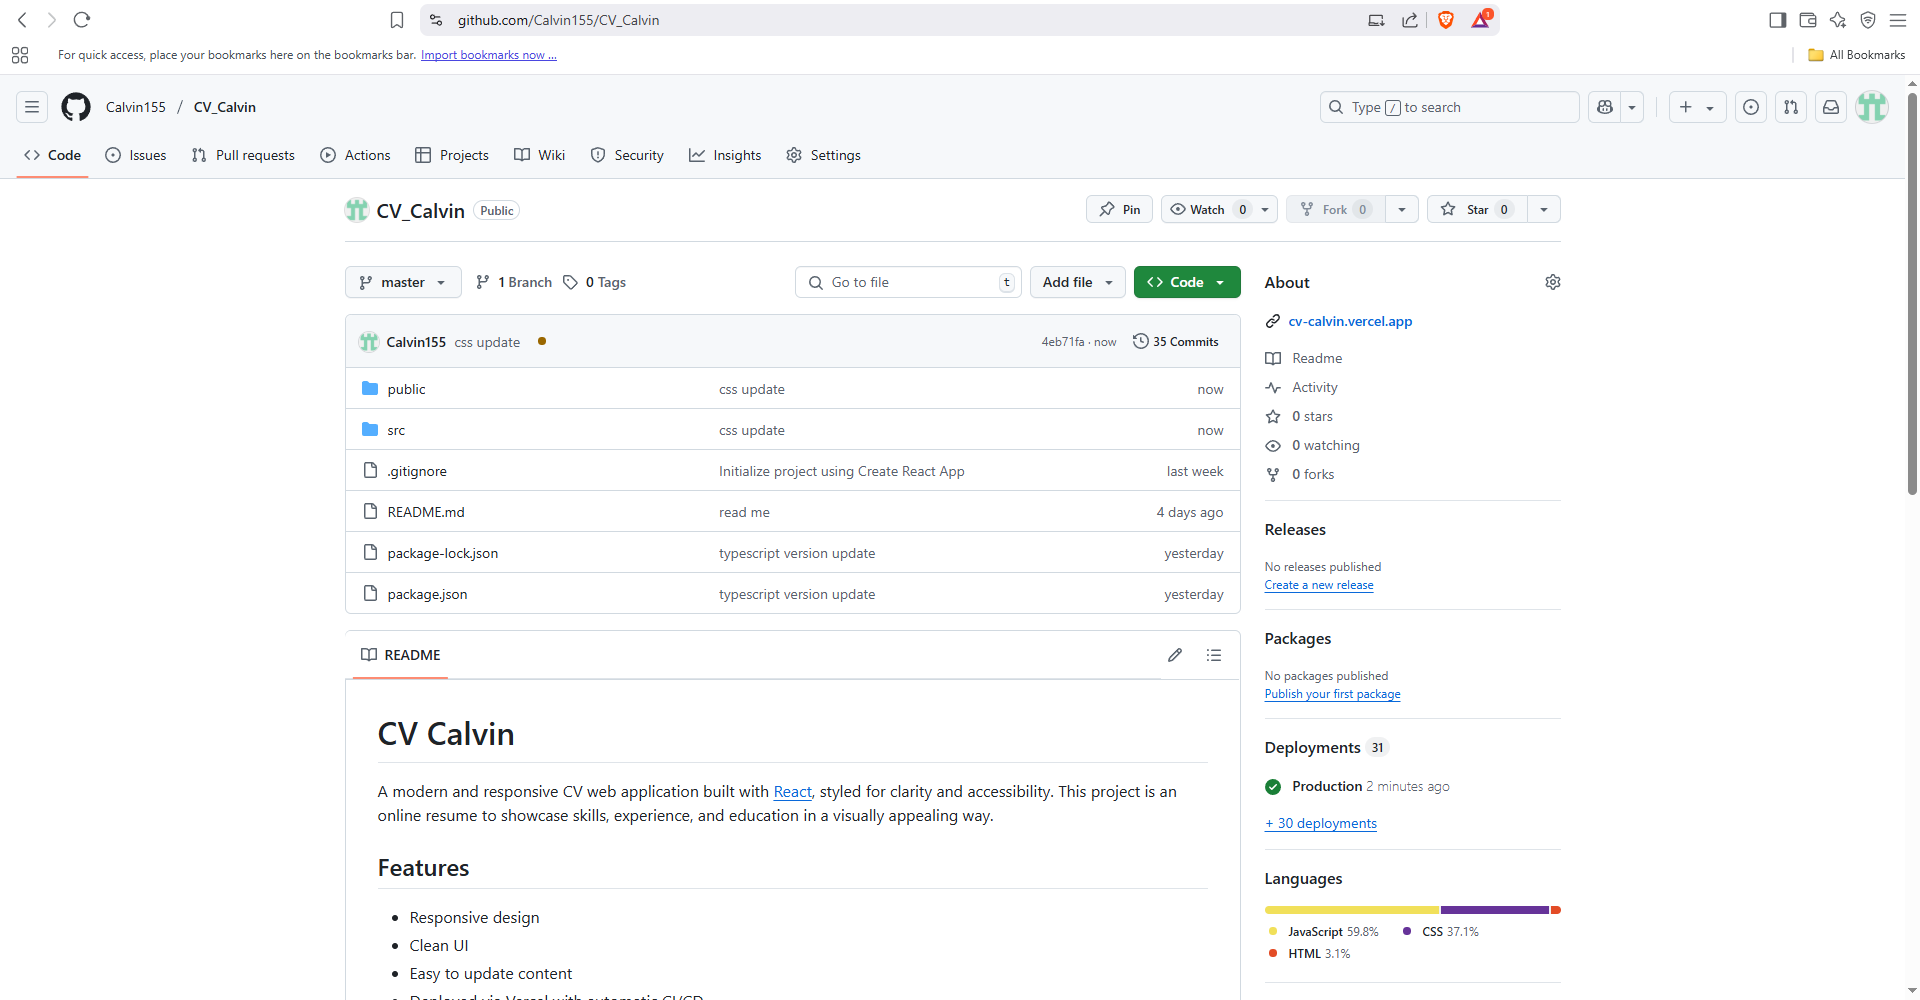 github.com/Calvin155/CV_Calvin
1
For quick access, place your bookmarks here on the bookmarks bar. Import bookmarks now ...
All Bookmarks
Calvin155 / CV_Calvin
Type / to search
Code Issues Pull requests Actions Projects Wiki Security Insights Settings
CV_Calvin Public
Pin Watch 0 Fork 0 Star 0
master 1 Branch 0 Tags Go to file t Add file Code
Calvin155 css update 4eb71fa · now 35 Commits
public css update now
src css update now
.gitignore Initialize project using Create React App last week
README.md read me 4 days ago
package-lock.json typescript version update yesterday
package.json typescript version update yesterday
README
CV Calvin
A modern and responsive CV web application built with React, styled for clarity and accessibility. This project is an
online resume to showcase skills, experience, and education in a visually appealing way.
Features
Responsive design
Clean UI
Easy to update content
Deployed via Vercel with automatic CI/CD
About
cv-calvin.vercel.app
Readme
Activity
0 stars
0 watching
0 forks
Releases
No releases published
Create a new release
Packages
No packages published
Publish your first package
Deployments 31
Production 2 minutes ago
+ 30 deployments
Languages
JavaScript 59.8% CSS 37.1%
HTML 3.1%